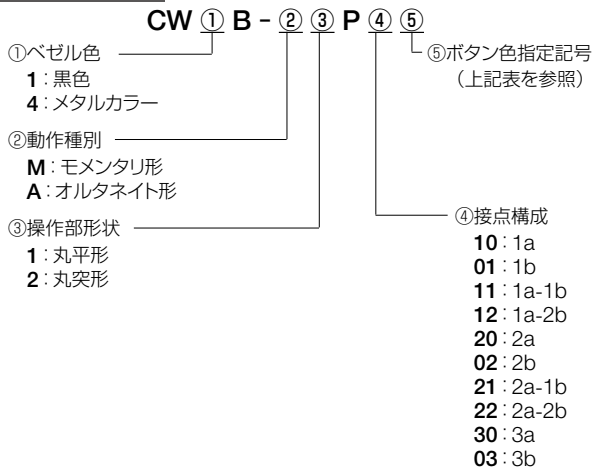 CW ① B - ② ③ P ④ ⑤
①ベゼル色
1：黒色
4：メタルカラー
②動作種別
M：モメンタリ形
A：オルタネイト形
③操作部形状
1：丸平形
2：丸突形
⑤ボタン色指定記号
（上記表を参照）
④接点構成
10：1a
01：1b
11：1a-1b
12：1a-2b
20：2a
02：2b
21：2a-1b
22：2a-2b
30：3a
03：3b